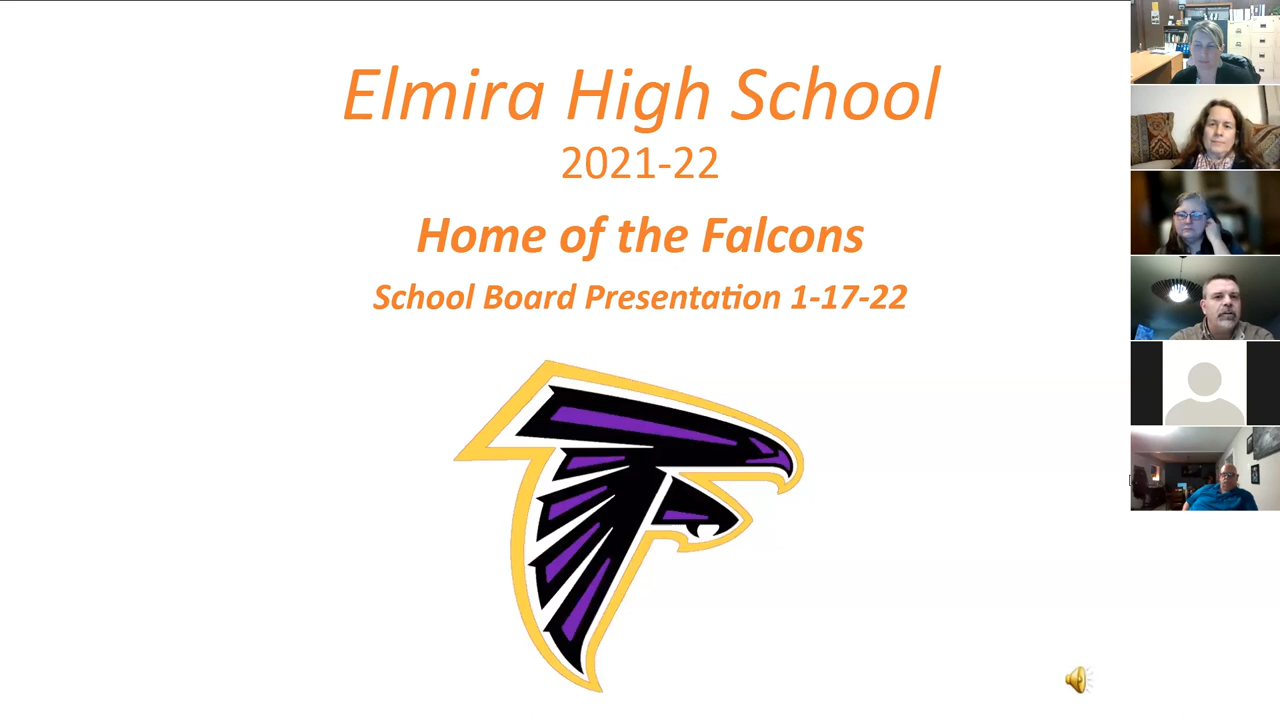 Elmira High School
2021-22
Home of the Falcons
School Board Presentation 1-17-22